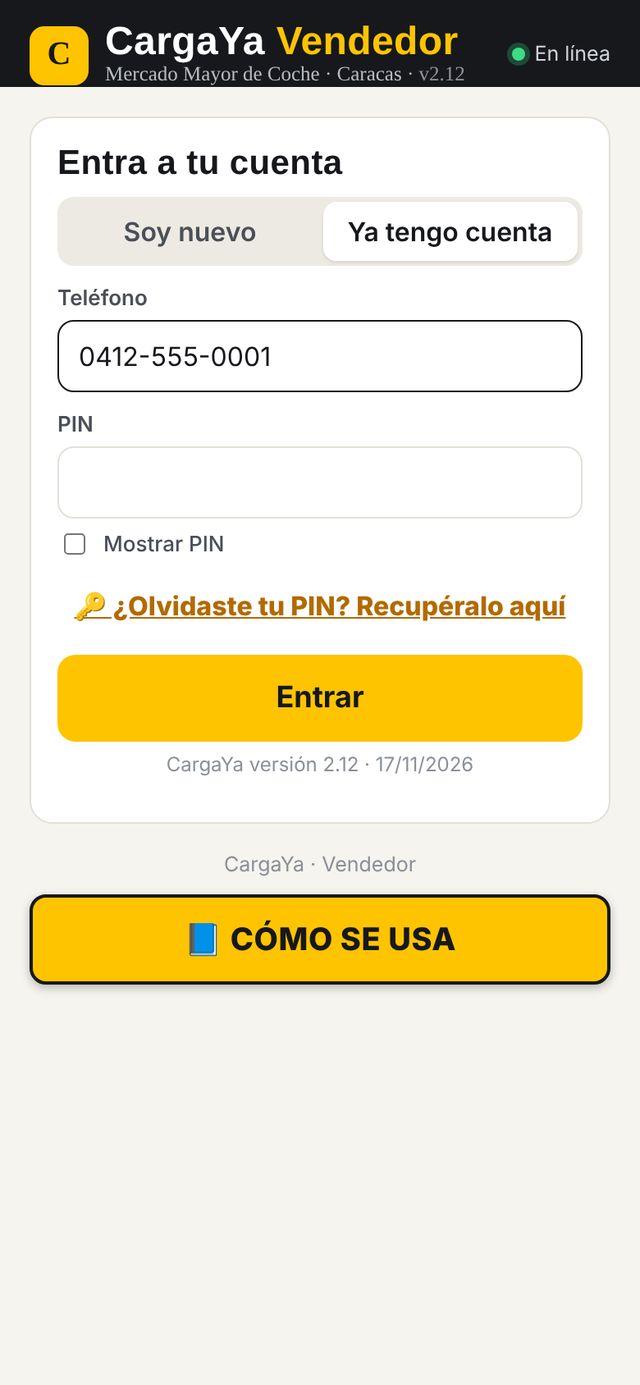 C
CargaYa Vendedor
Mercado Mayor de Coche · Caracas · v2.12
En línea
Entra a tu cuenta
Soy nuevo
Ya tengo cuenta
Teléfono
0412-555-0001
PIN
Mostrar PIN
🔑 ¿Olvidaste tu PIN? Recupéralo aquí
Entrar
CargaYa versión 2.12 · 17/11/2026
CargaYa · Vendedor
📘 CÓMO SE USA